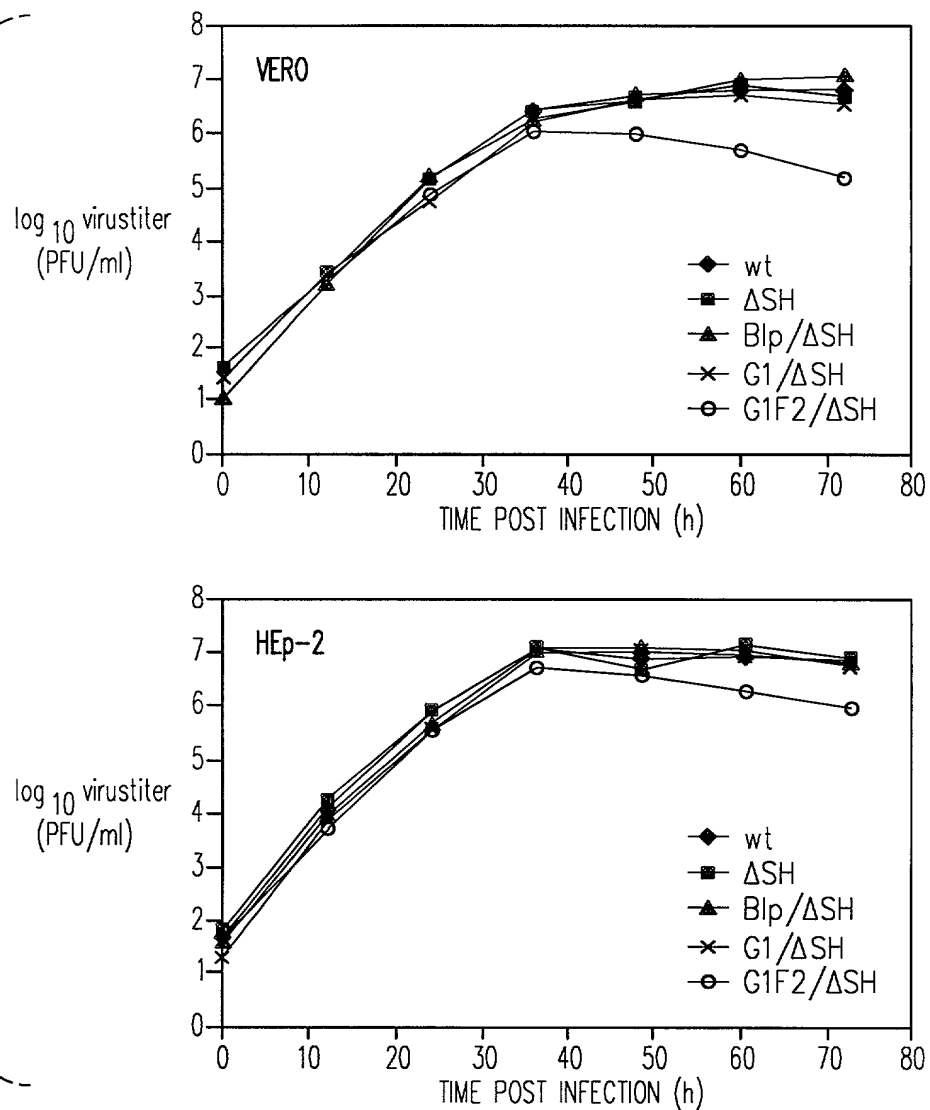 8
7
6
5
4
3
2
1
0
VERO
log 10 virustiter
(PFU/ml)
wt
ΔSH
Blp/ΔSH
G1/ΔSH
G1F2/ΔSH
0 10 20 30 40 50 60 70 80
TIME POST INFECTION (h)
8
7
6
5
4
3
2
1
0
HEp-2
log 10 virustiter
(PFU/ml)
wt
ΔSH
Blp/ΔSH
G1/ΔSH
G1F2/ΔSH
0 10 20 30 40 50 60 70 80
TIME POST INFECTION (h)